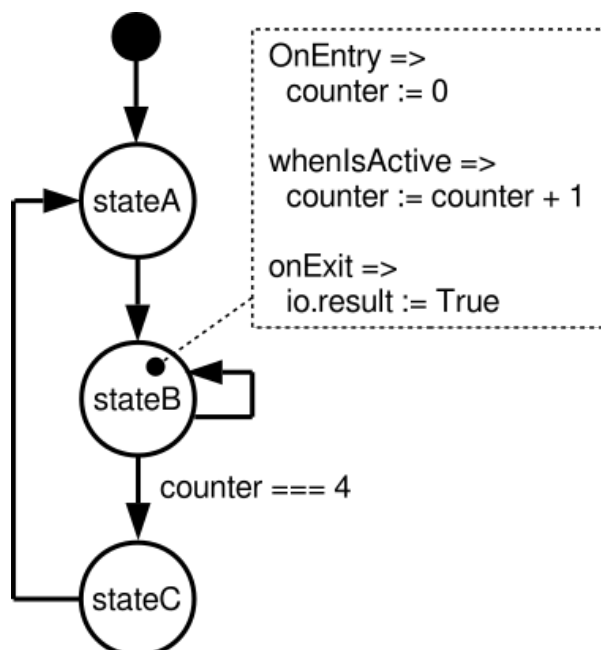 OnEntry =>
counter := 0
whenIsActive =>
counter := counter + 1
onExit =>
io.result := True
stateA
stateB
counter === 4
stateC